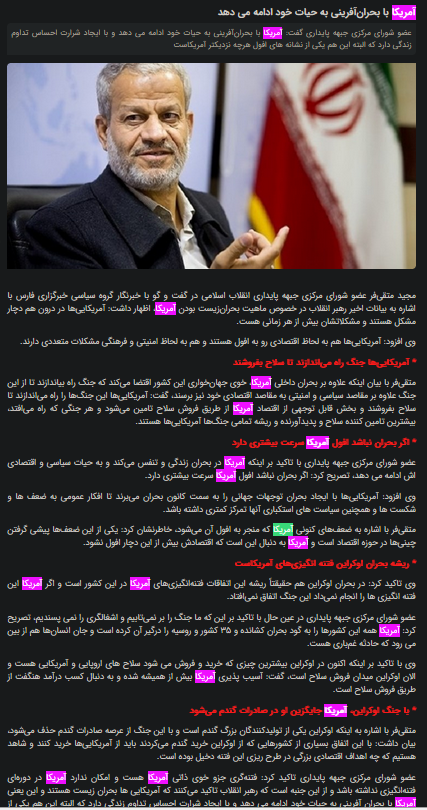 آمریکا با بحران‌آفرینی به حیات خود ادامه می دهد
عضو شورای مرکزی جبهه پایداری گفت: آمریکا با بحران‌آفرینی به حیات خود ادامه می دهد و با ایجاد شرارت احساس تداوم
زندگی دارد که البته این هم یکی از نشانه های افول هرچه نزدیکتر آمریکاست
مجید متقی‌فر عضو شورای مرکزی جبهه پایداری انقلاب اسلامی در گفت و گو با خبرنگار گروه سیاسی خبرگزاری فارس با
اشاره به بیانات اخیر رهبر انقلاب در خصوص ماهیت بحران‌زیست بودن آمریکا، اظهار داشت: آمریکایی‌ها در درون هم دچار
مشکل هستند و مشکلاتشان بیش از هر زمانی هست.
وی افزود: آمریکایی‌ها هم به لحاظ اقتصادی رو به افول هستند و هم به لحاظ امنیتی و فرهنگی مشکلات متعددی دارند.
* آمریکایی‌ها جنگ راه می‌اندازند تا سلاح بفروشند
متقی‌فر با بیان اینکه علاوه بر بحران داخلی آمریکا، خوی جهان‌خواری این کشور اقتضا می‌کند که جنگ راه بیاندازند تا از این
جنگ علاوه بر مقاصد سیاسی و امنیتی به مقاصد اقتصادی خود نیز برسند، گفت: آمریکایی‌ها این جنگ‌ها را راه می‌اندازند تا
سلاح بفروشند و بخش قابل توجهی از اقتصاد آمریکا از طریق فروش سلاح تامین می‌شود و هر جنگی که راه می‌افتد،
بیشترین تامین کننده سلاح و پدیدآورنده و ریشه تمامی جنگ‌ها آمریکایی‌ها هستند.
* اگر بحران نباشد افول آمریکا سرعت بیشتری دارد
عضو شورای مرکزی جبهه پایداری با تاکید بر اینکه آمریکا در بحران زندگی و تنفس می‌کند و به حیات سیاسی و اقتصادی
اش ادامه می دهد، تصریح کرد: اگر بحران نباشد افول آمریکا سرعت بیشتری دارد.
وی افزود: آمریکایی‌ها با ایجاد بحران توجهات جهانی را به سمت کانون بحران می‌برند تا افکار عمومی به ضعف ها و
شکست ها و همچنین سیاست های استکباری آنها تمرکز کمتری داشته باشد.
متقی‌فر با اشاره به ضعف‌های کنونی آمریکا که منجر به افول آن می‌شود، خاطرنشان کرد: یکی از این ضعف‌ها پیشی گرفتن
چینی‌ها در حوزه اقتصاد است و آمریکا به دنبال این است که اقتصادش بیش از این دچار افول نشود.
* ریشه بحران اوکراین فتنه انگیزی‌های آمریکاست
وی تاکید کرد: در بحران اوکراین هم حقیقتاً ریشه این اتفاقات فتنه‌انگیزی‌های آمریکا در این کشور است و اگر آمریکا این
فتنه انگیزی ها را انجام نمی‌داد این جنگ اتفاق نمی‌افتاد.
عضو شورای مرکزی جبهه پایداری در عین حال با تاکید بر این که ما جنگ را بر نمی‌تابیم و اشغالگری را نمی پسندیم، تصریح
کرد: آمریکا همه این کشورها را به گود بحران کشانده و ۳۵ کشور و روسیه را درگیر آن کرده است و جان انسان‌ها هم از بین
می رود که حادثه غم‌باری هست.
وی با تاکید بر اینکه اکنون در اوکراین بیشترین چیزی که خرید و فروش می شود سلاح های اروپایی و آمریکایی هست و
الان اوکراین میدان فروش سلاح است، گفت: آسیب پذیری آمریکا بیش از همیشه شده و به دنبال کسب درآمد هنگفت از
طریق فروش سلاح است.
* با جنگ اوکراین، آمریکا جایگزین او در صادرات گندم می‌شود
متقی‌فر با اشاره به اینکه اوکراین یکی از تولیدکنندگان بزرگ گندم است و با این جنگ از عرصه صادرات گندم حذف می‌شود،
بیان داشت: با این اتفاق بسیاری از کشورهایی که از اوکراین خرید گندم می‌کردند باید از آمریکایی‌ها خرید کنند و شاهد
هستیم که چه اهداف اقتصادی بزرگی در طرح ریزی این فتنه دخیل بوده است.
عضو شورای مرکزی جبهه پایداری تاکید کرد: فتنه‌گری جزو خوی ذاتی آمریکا هست و امکان ندارد آمریکا در دوره‌ای
فتنه‌انگیزی نداشته باشد و از این جنبه است که رهبر انقلاب تاکید می‌کنند که آمریکایی ها بحران زیست هستند و این یعنی
آمریکا با بحران آفرینی به حیات خود ادامه می دهد و با ایجاد شرارت احساس تداوم زندگی دارد که البته این هم یکی از